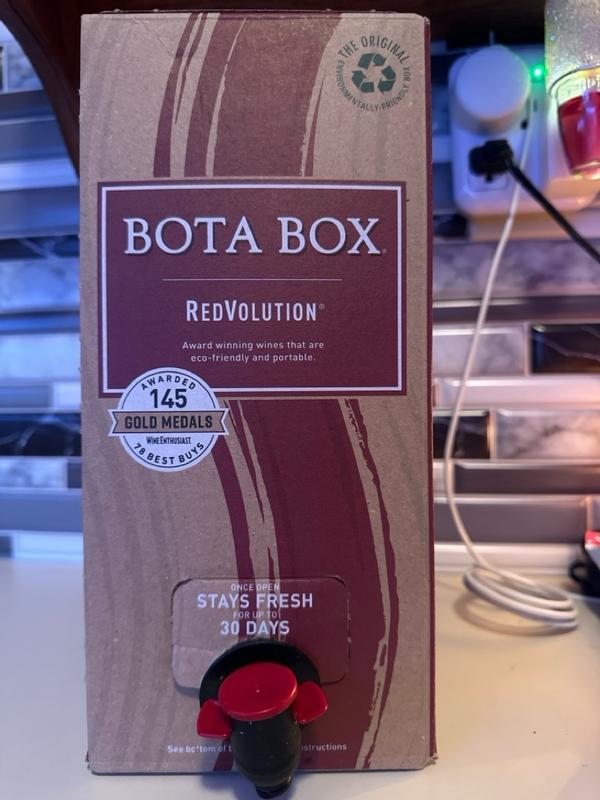 THE ORIGINAL
ENVIRONMENTALLY-FRIENDLY BOX
BOTA BOX®
REDVOLUTION®
Award winning wines that are
eco-friendly and portable.
AWARDED
145
GOLD MEDALS
WINE ENTHUSIAST
78 BEST BUYS
ONCE OPEN
STAYS FRESH
FOR UP TO
30 DAYS
See bottom of instructions